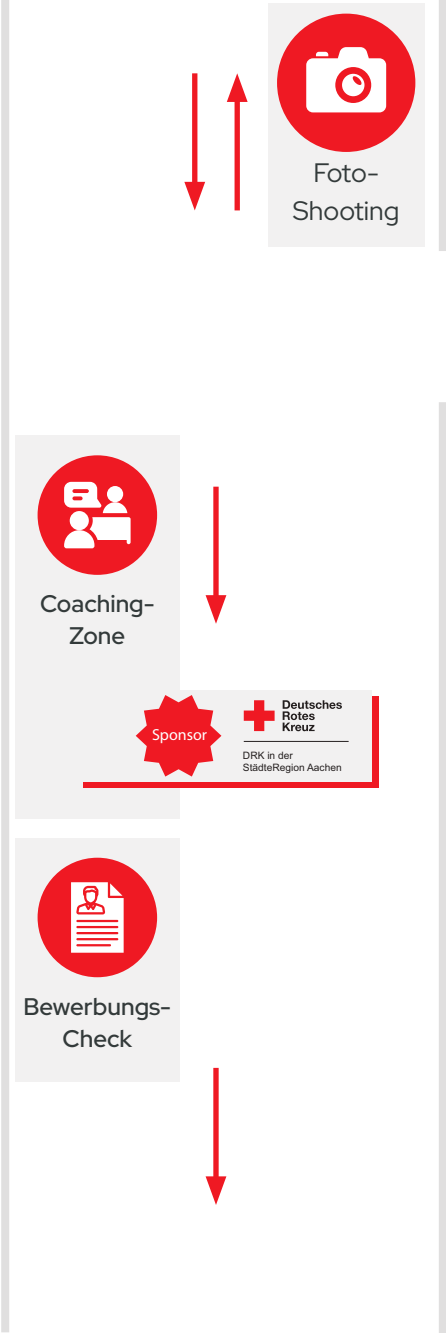 Foto-
Shooting
Coaching-
Zone
Sponsor
Deutsches
Rotes
Kreuz
DRK in der
StädteRegion Aachen
Bewerbungs-
Check